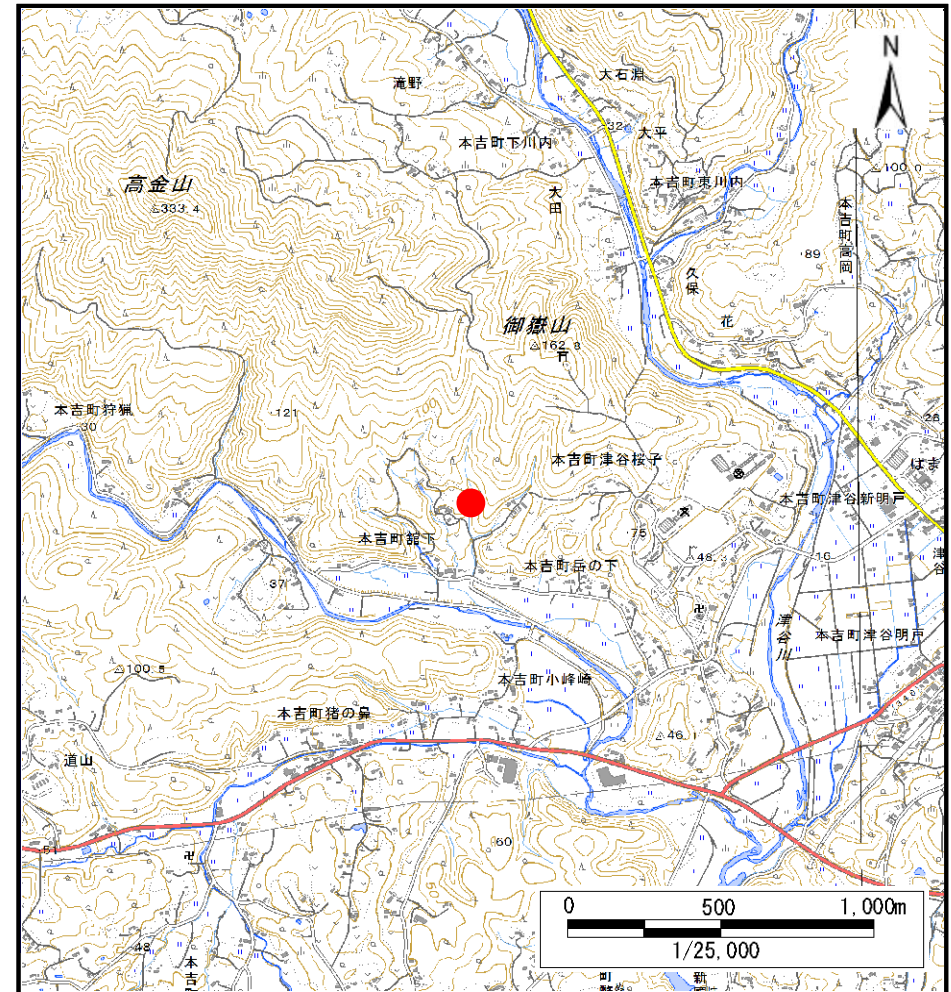 N
大石淵
滝野
32
大平
本吉町下川内
100.0
高金山
本吉町東川内
333.4
大田
本吉町高岡
89
久保
花
御嶽山
162.8
121
本吉町狩猟
30
26
本吉町津谷桜子
はま
本吉町津谷新明戸
75
本吉町舘下
48.3
16
本吉町岳の下
津谷
37
津谷川
本吉町津谷明戸
100.8
本吉町小峰崎
本吉町猪の鼻
46.1
道山
51
60
48
本吉
0 500 1,000m
1/25,000